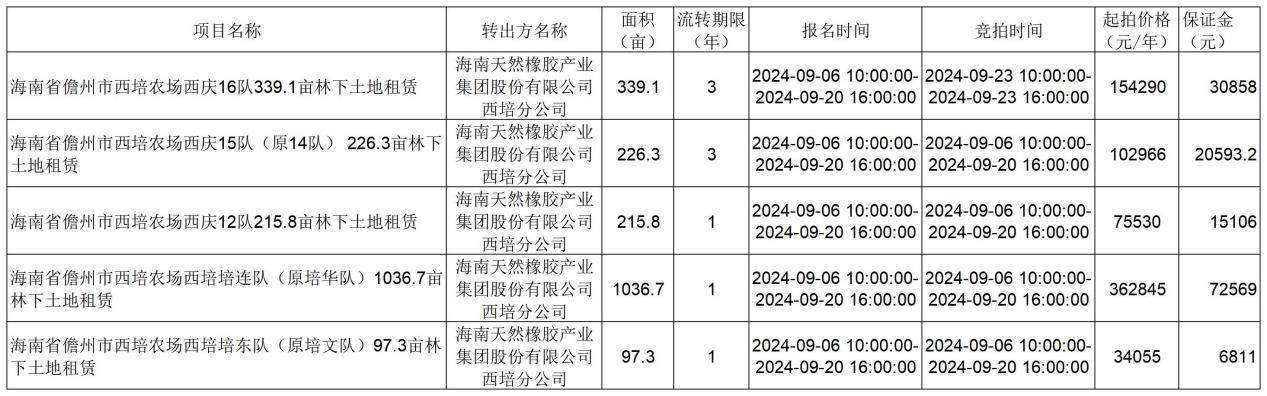 项目名称 转出方名称 面积 流转期限 报名时间 竞拍时间 起拍价格 保证金
（亩） （年） （元/年） （元）
海南省儋州市西培农场西庆16队339.1亩林下土地租赁
海南天然橡胶产业
集团股份有限公司
西培分公司
339.1
3
2024-09-06 10:00:00-
2024-09-20 16:00:00
2024-09-23 10:00:00-
2024-09-23 16:00:00
154290
30858
海南省儋州市西培农场西庆15队（原14队） 226.3亩林下
土地租赁
海南天然橡胶产业
集团股份有限公司
西培分公司
226.3
3
2024-09-06 10:00:00-
2024-09-20 16:00:00
2024-09-06 10:00:00-
2024-09-20 16:00:00
102966
20593.2
海南省儋州市西培农场西庆12队215.8亩林下土地租赁
海南天然橡胶产业
集团股份有限公司
西培分公司
215.8
1
2024-09-06 10:00:00-
2024-09-20 16:00:00
2024-09-06 10:00:00-
2024-09-20 16:00:00
75530
15106
海南省儋州市西培农场西培培连队（原培华队）1036.7亩
林下土地租赁
海南天然橡胶产业
集团股份有限公司
西培分公司
1036.7
1
2024-09-06 10:00:00-
2024-09-20 16:00:00
2024-09-06 10:00:00-
2024-09-20 16:00:00
362845
72569
海南省儋州市西培农场西培培东队（原培文队）97.3亩林
下土地租赁
海南天然橡胶产业
集团股份有限公司
西培分公司
97.3
1
2024-09-06 10:00:00-
2024-09-20 16:00:00
2024-09-06 10:00:00-
2024-09-20 16:00:00
34055
6811